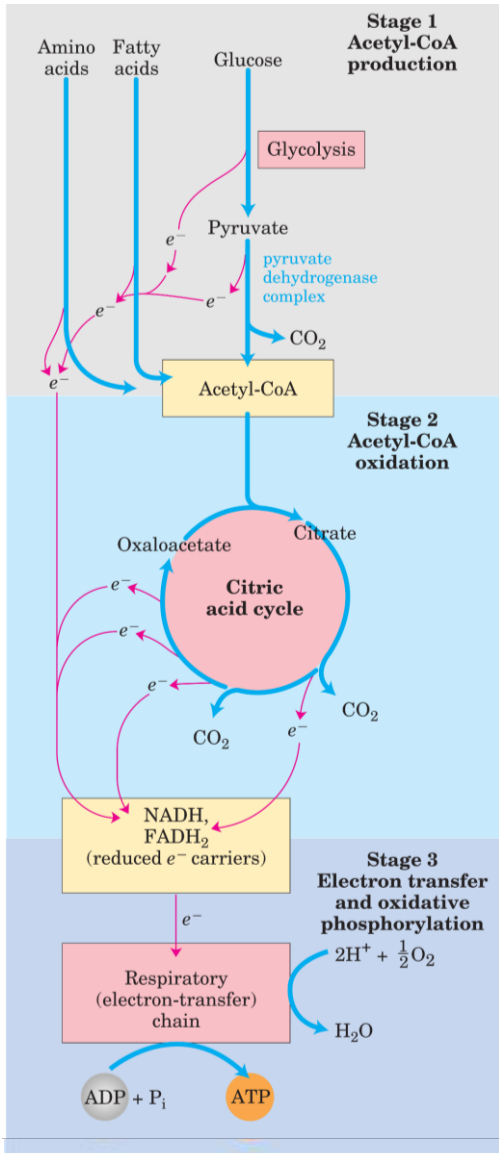 Stage 1
Acetyl-CoA
production
Amino
acids
Fatty
acids
Glucose
Glycolysis
Pyruvate
e⁻
pyruvate
dehydrogenase
complex
e⁻
e⁻
CO₂
e⁻
Acetyl-CoA
Stage 2
Acetyl-CoA
oxidation
Citrate
Oxaloacetate
Citric
acid cycle
e⁻
e⁻
e⁻
CO₂
e⁻
CO₂
NADH,
FADH₂
(reduced e⁻ carriers)
Stage 3
Electron transfer
and oxidative
phosphorylation
e⁻
2H⁺ + ½O₂
Respiratory
(electron-transfer)
chain
H₂O
ADP + Pᵢ
ATP